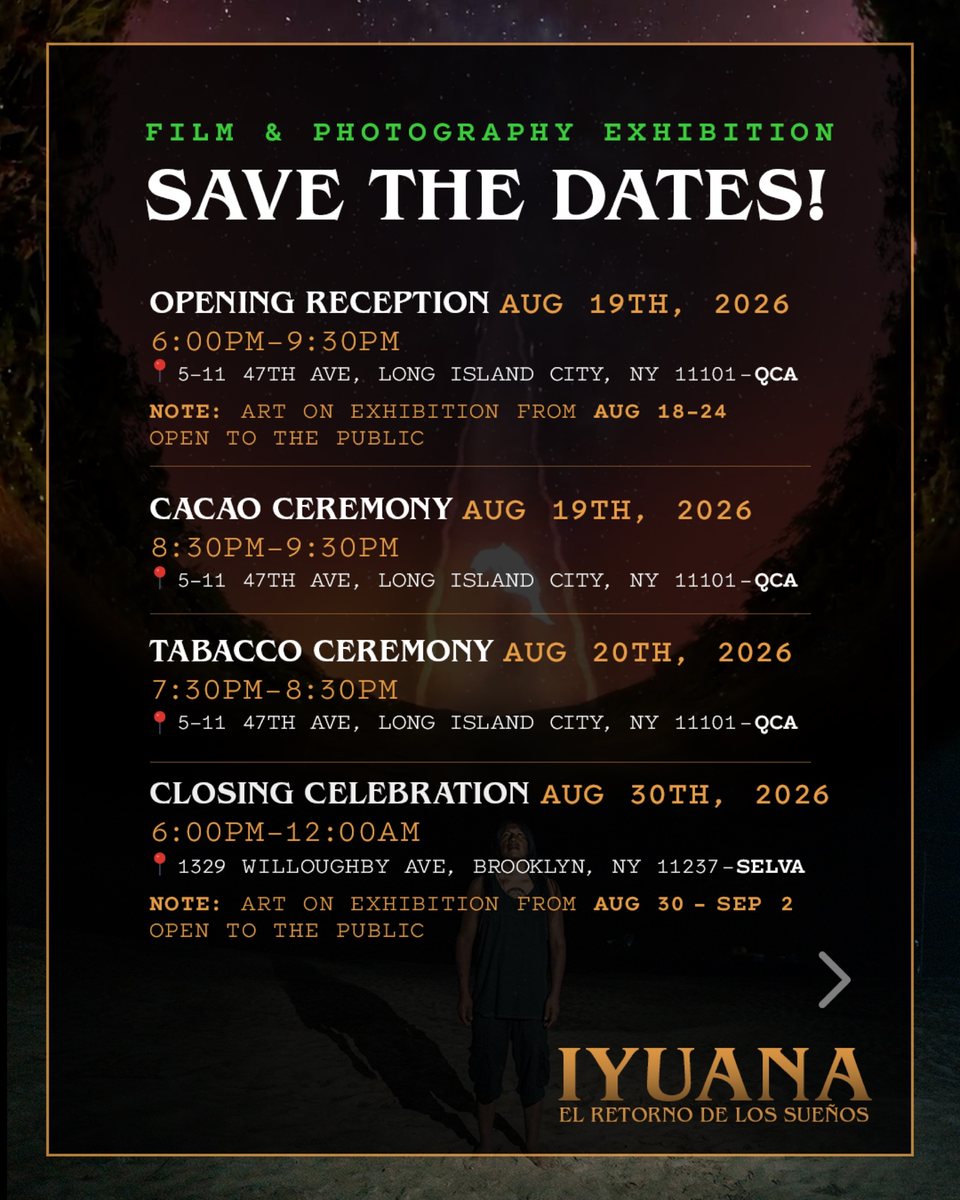 FILM & PHOTOGRAPHY EXHIBITION
SAVE THE DATES!
OPENING RECEPTION AUG 19TH, 2026
6:00PM–9:30PM
📍 5-11 47TH AVE, LONG ISLAND CITY, NY 11101-QCA
NOTE: ART ON EXHIBITION FROM AUG 18-24
OPEN TO THE PUBLIC
CACAO CEREMONY AUG 19TH, 2026
8:30PM–9:30PM
📍 5-11 47TH AVE, LONG ISLAND CITY, NY 11101-QCA
TABACCO CEREMONY AUG 20TH, 2026
7:30PM–8:30PM
📍 5-11 47TH AVE, LONG ISLAND CITY, NY 11101-QCA
CLOSING CELEBRATION AUG 30TH, 2026
6:00PM–12:00AM
📍 1329 WILLOUGHBY AVE, BROOKLYN, NY 11237-SELVA
NOTE: ART ON EXHIBITION FROM AUG 30 - SEP 2
OPEN TO THE PUBLIC
IYUANA
EL RETORNO DE LOS SUEÑOS